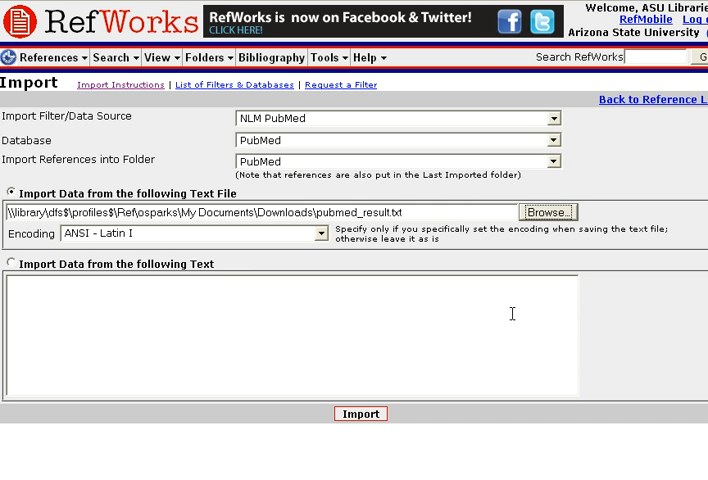 RefWorks
RefWorks is now on Facebook & Twitter!
CLICK HERE!
Welcome, ASU Librarie
RefMobile Log
Arizona State University
References Search View Folders Bibliography Tools Help Search RefWorks G
Import Import Instructions | List of Filters & Databases | Request a Filter
Back to Reference L
Import Filter/Data Source NLM PubMed
Database PubMed
Import References into Folder PubMed
(Note that references are also put in the Last Imported folder)
Import Data from the following Text File
\\library\dfs$\profiles$\Ref\osparks\My Documents\Downloads\pubmed_result.txt Browse...
Encoding ANSI - Latin I Specify only if you specifically set the encoding when saving the text file;
otherwise leave it as is
Import Data from the following Text
Import